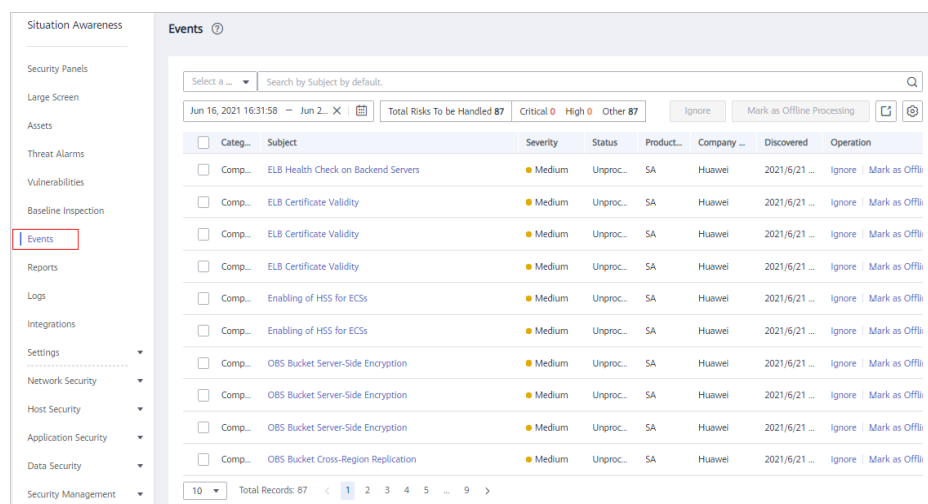 Situation Awareness
Security Panels
Large Screen
Assets
Threat Alarms
Vulnerabilities
Baseline Inspection
Events
Reports
Logs
Integrations
Settings
Network Security
Host Security
Application Security
Data Security
Security Management
Events
Select a ... Search by Subject by default.
Jun 16, 2021 16:31:58 – Jun 2... Total Risks To be Handled 87 Critical 0 High 0 Other 87 Ignore Mark as Offline Processing
Categ... Subject Severity Status Product... Company ... Discovered Operation
Comp... ELB Health Check on Backend Servers Medium Unproc... SA Huawei 2021/6/21 ... Ignore Mark as Offli
Comp... ELB Certificate Validity Medium Unproc... SA Huawei 2021/6/21 ... Ignore Mark as Offli
Comp... ELB Certificate Validity Medium Unproc... SA Huawei 2021/6/21 ... Ignore Mark as Offli
Comp... ELB Certificate Validity Medium Unproc... SA Huawei 2021/6/21 ... Ignore Mark as Offli
Comp... Enabling of HSS for ECSs Medium Unproc... SA Huawei 2021/6/21 ... Ignore Mark as Offli
Comp... Enabling of HSS for ECSs Medium Unproc... SA Huawei 2021/6/21 ... Ignore Mark as Offli
Comp... OBS Bucket Server-Side Encryption Medium Unproc... SA Huawei 2021/6/21 ... Ignore Mark as Offli
Comp... OBS Bucket Server-Side Encryption Medium Unproc... SA Huawei 2021/6/21 ... Ignore Mark as Offli
Comp... OBS Bucket Server-Side Encryption Medium Unproc... SA Huawei 2021/6/21 ... Ignore Mark as Offli
Comp... OBS Bucket Cross-Region Replication Medium Unproc... SA Huawei 2021/6/21 ... Ignore Mark as Offli
10 Total Records: 87 < 1 2 3 4 5 ... 9 >